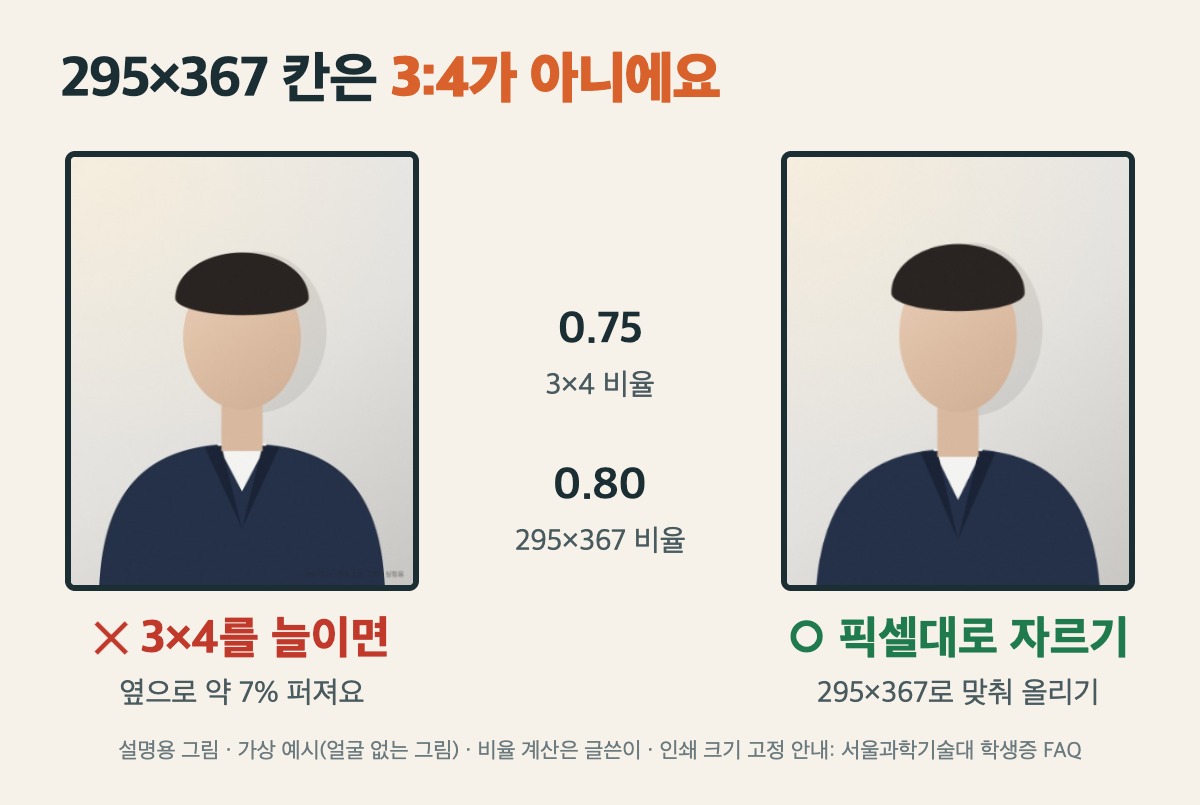 295×367 칸은 3:4가 아니에요
0.75
3×4 비율
0.80
295×367 비율
× 3×4를 늘이면
옆으로 약 7% 퍼져요
○ 픽셀대로 자르기
295×367로 맞춰 올리기
설명용 그림 · 가상 예시(얼굴 없는 그림) · 비율 계산은 글쓴이 · 인쇄 크기 고정 안내: 서울과학기술대 학생증 FAQ